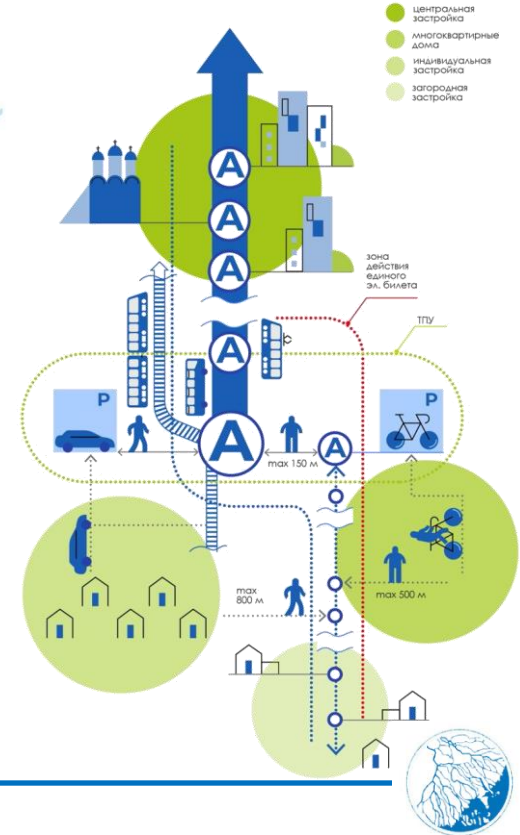 центральная
застройка
многоквартирные
дома
индивидуальная
застройка
загородная
застройка
А
А
А
зона
действия
единого
эл. билета
ТПУ
А
P
P
А
А
max 150 м
max
800 м
max 500 м